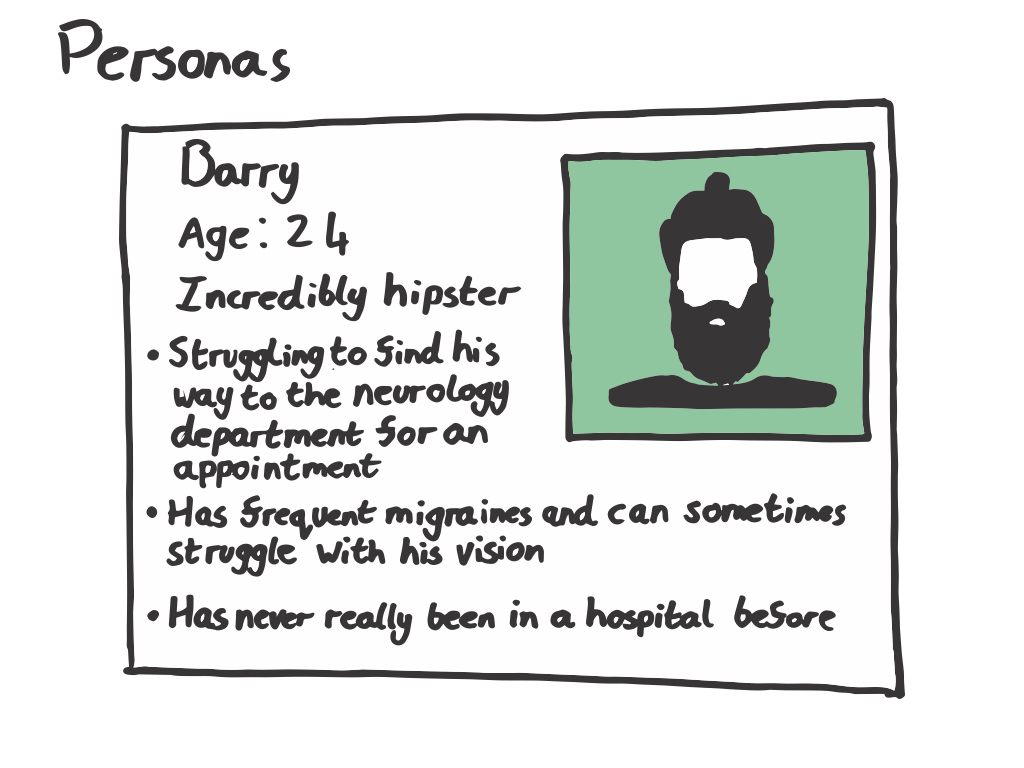 Personas
Barry
Age: 24
Incredibly hipster
• Struggling to find his
way to the neurology
department for an
appointment
• Has frequent migraines and can sometimes
struggle with his vision
• Has never really been in a hospital before